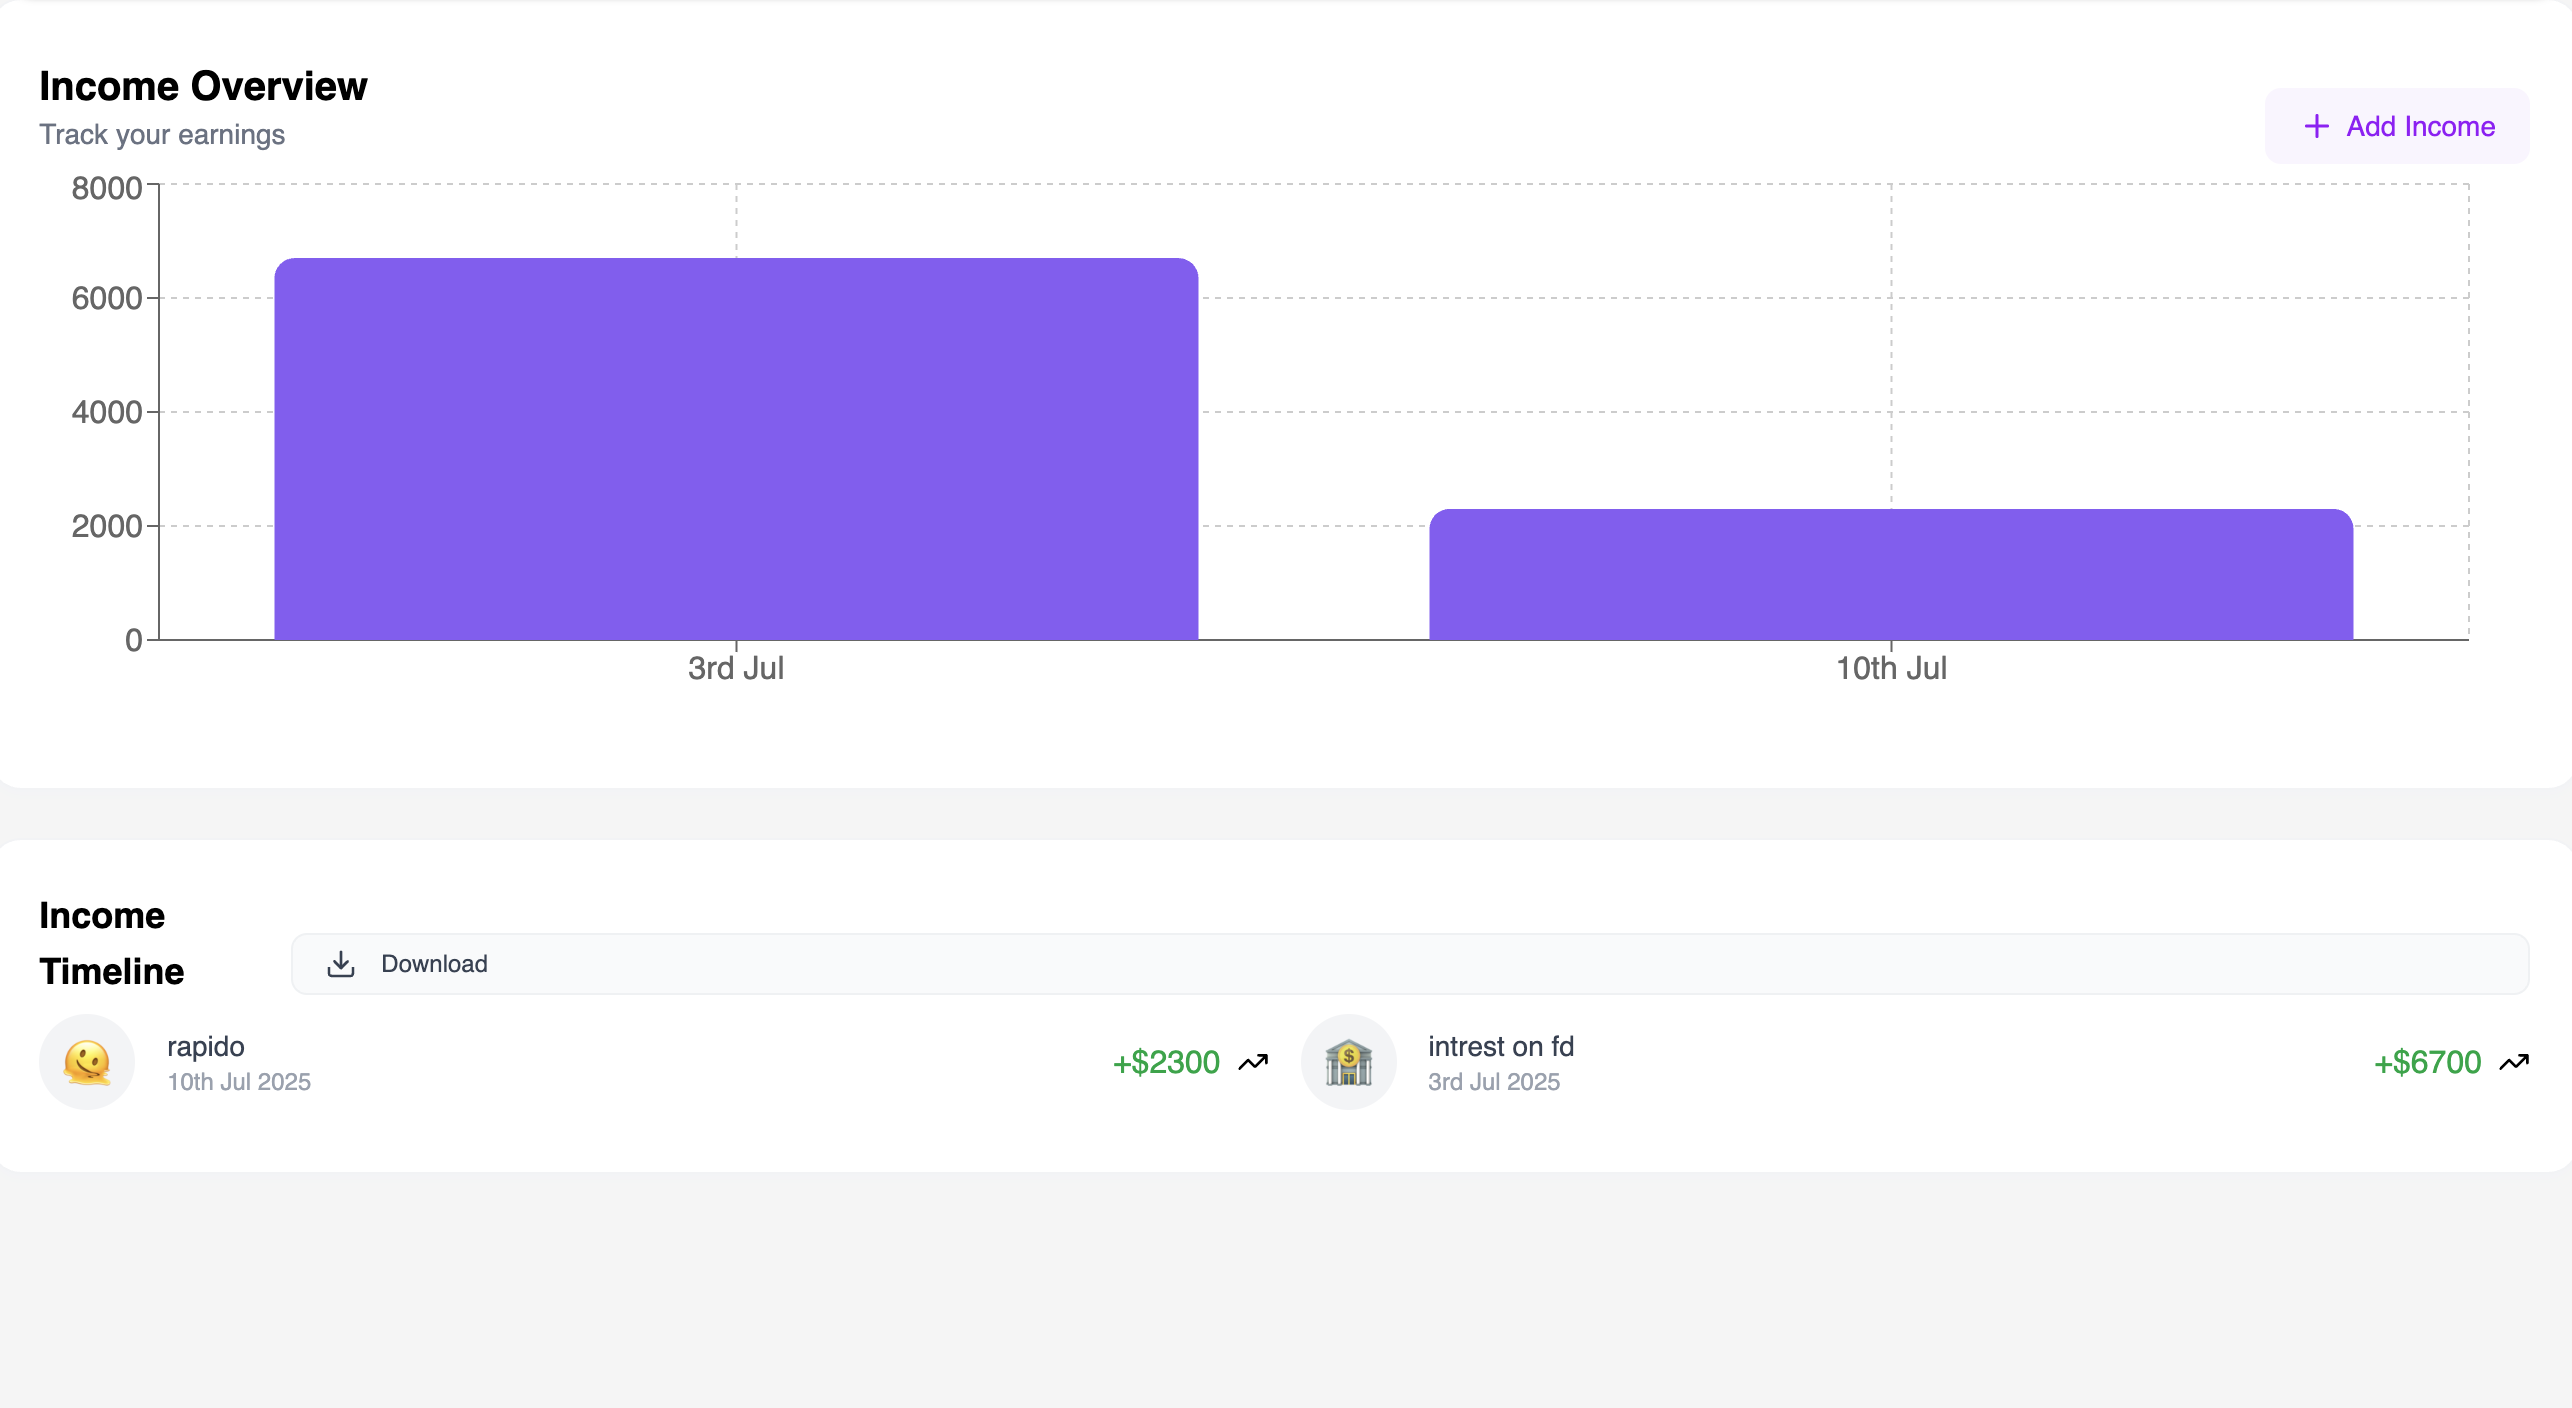 Income Overview
Track your earnings
+ Add Income
8000
6000
4000
2000
0
3rd Jul
10th Jul
Income
Timeline
Download
rapido
10th Jul 2025
+$2300
intrest on fd
3rd Jul 2025
+$6700